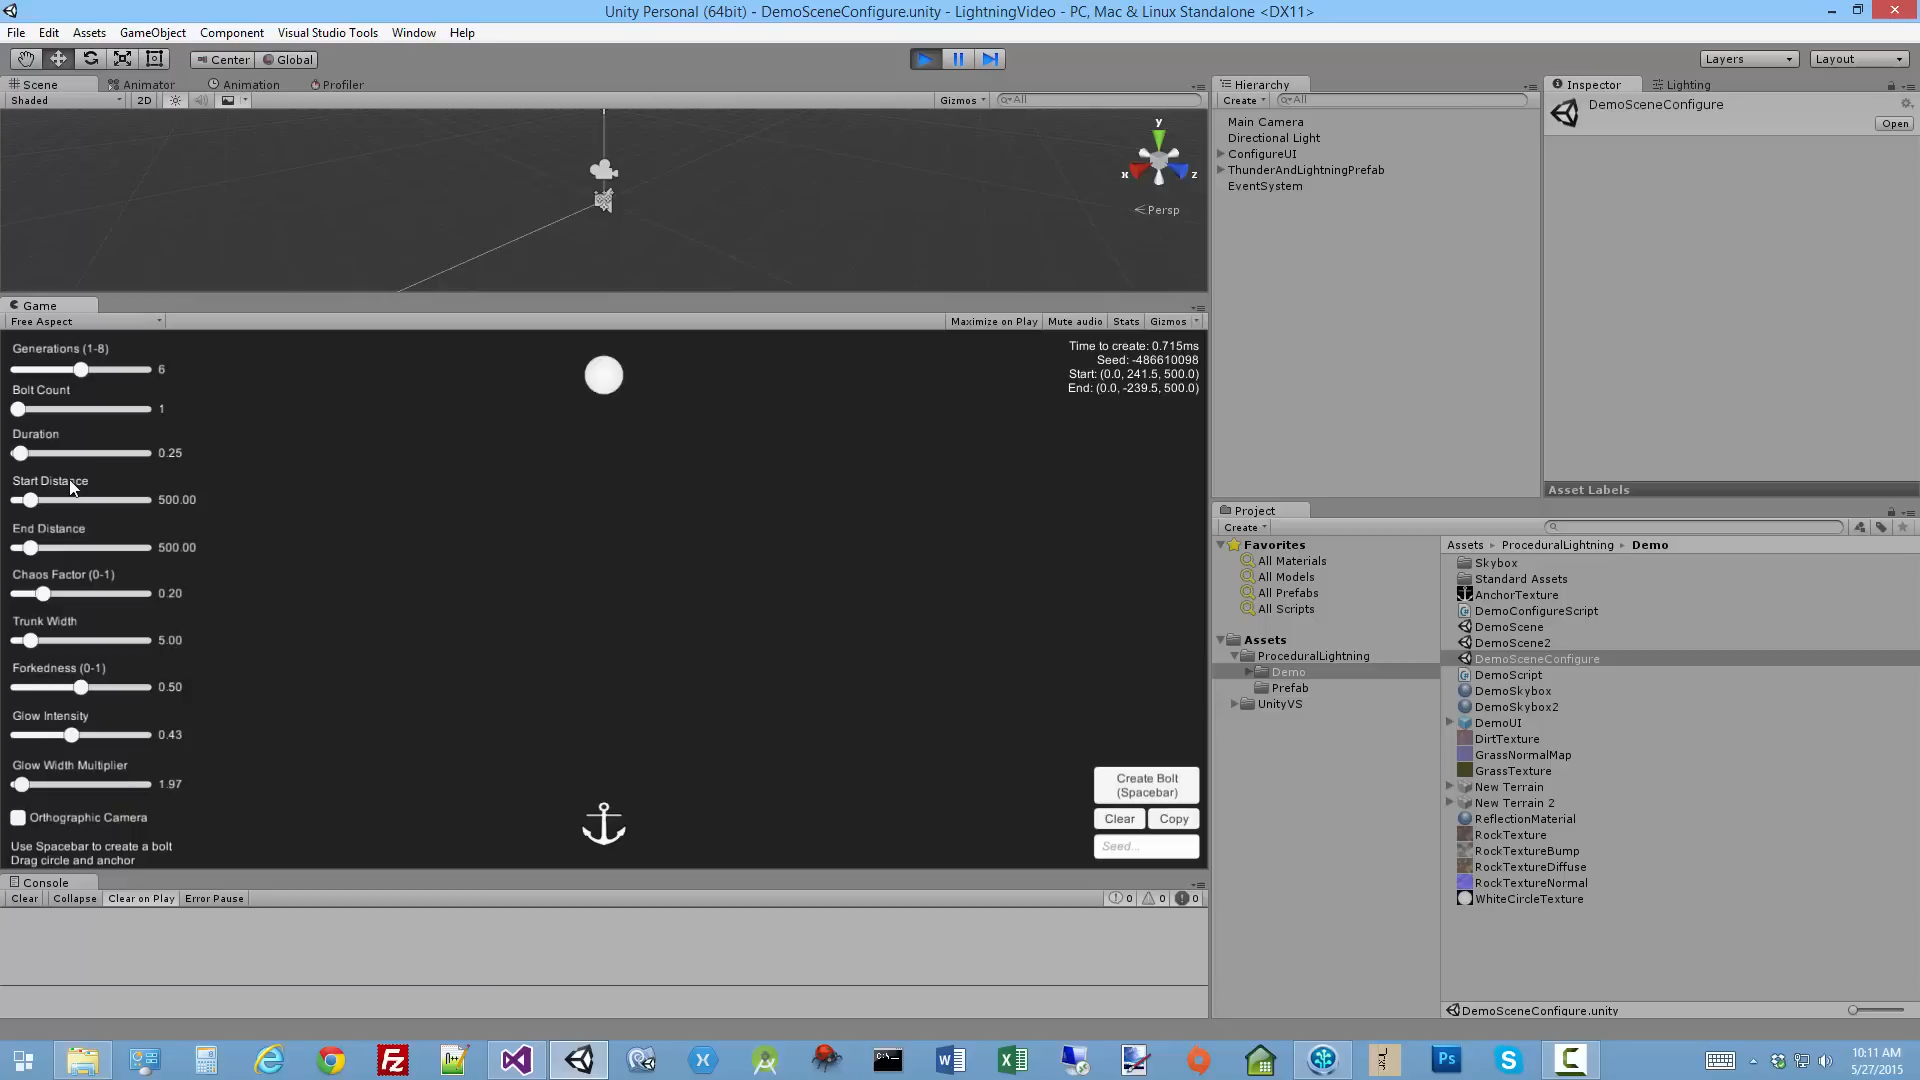 Unity Personal (64bit) - DemoSceneConfigure.unity - LightningVideo - PC, Mac & Linux Standalone <DX11>
File Edit Assets GameObject Component Visual Studio Tools Window Help
Center Global Layers Layout
Scene Animator Animation Profiler
Shaded 2D Gizmos All
y
x z
Persp
Game
Free Aspect Maximize on Play Mute audio Stats Gizmos
Generations (1-8)
6
Bolt Count
1
Duration
0.25
Start Distance
500.00
End Distance
500.00
Chaos Factor (0-1)
0.20
Trunk Width
5.00
Forkedness (0-1)
0.50
Glow Intensity
0.43
Glow Width Multiplier
1.97
Orthographic Camera
Use Spacebar to create a bolt
Drag circle and anchor
Time to create: 0.715ms
Seed: -486610098
Start: (0.0, 241.5, 500.0)
End: (0.0, -239.5, 500.0)
Create Bolt
(Spacebar)
Clear Copy
Seed...
Console
Clear Collapse Clear on Play Error Pause 0 0 0
Hierarchy
Create All
Main Camera
Directional Light
ConfigureUI
ThunderAndLightningPrefab
EventSystem
Inspector Lighting
DemoSceneConfigure
Open
Asset Labels
Project
Create
Favorites
All Materials
All Models
All Prefabs
All Scripts
Assets
ProceduralLightning
Demo
Prefab
UnityVS
Assets ProceduralLightning Demo
Skybox
Standard Assets
AnchorTexture
DemoConfigureScript
DemoScene
DemoScene2
DemoSceneConfigure
DemoScript
DemoSkybox
DemoSkybox2
DemoUI
DirtTexture
GrassNormalMap
GrassTexture
New Terrain
New Terrain 2
ReflectionMaterial
RockTexture
RockTextureBump
RockTextureDiffuse
RockTextureNormal
WhiteCircleTexture
DemoSceneConfigure.unity
10:11 AM
5/27/2015